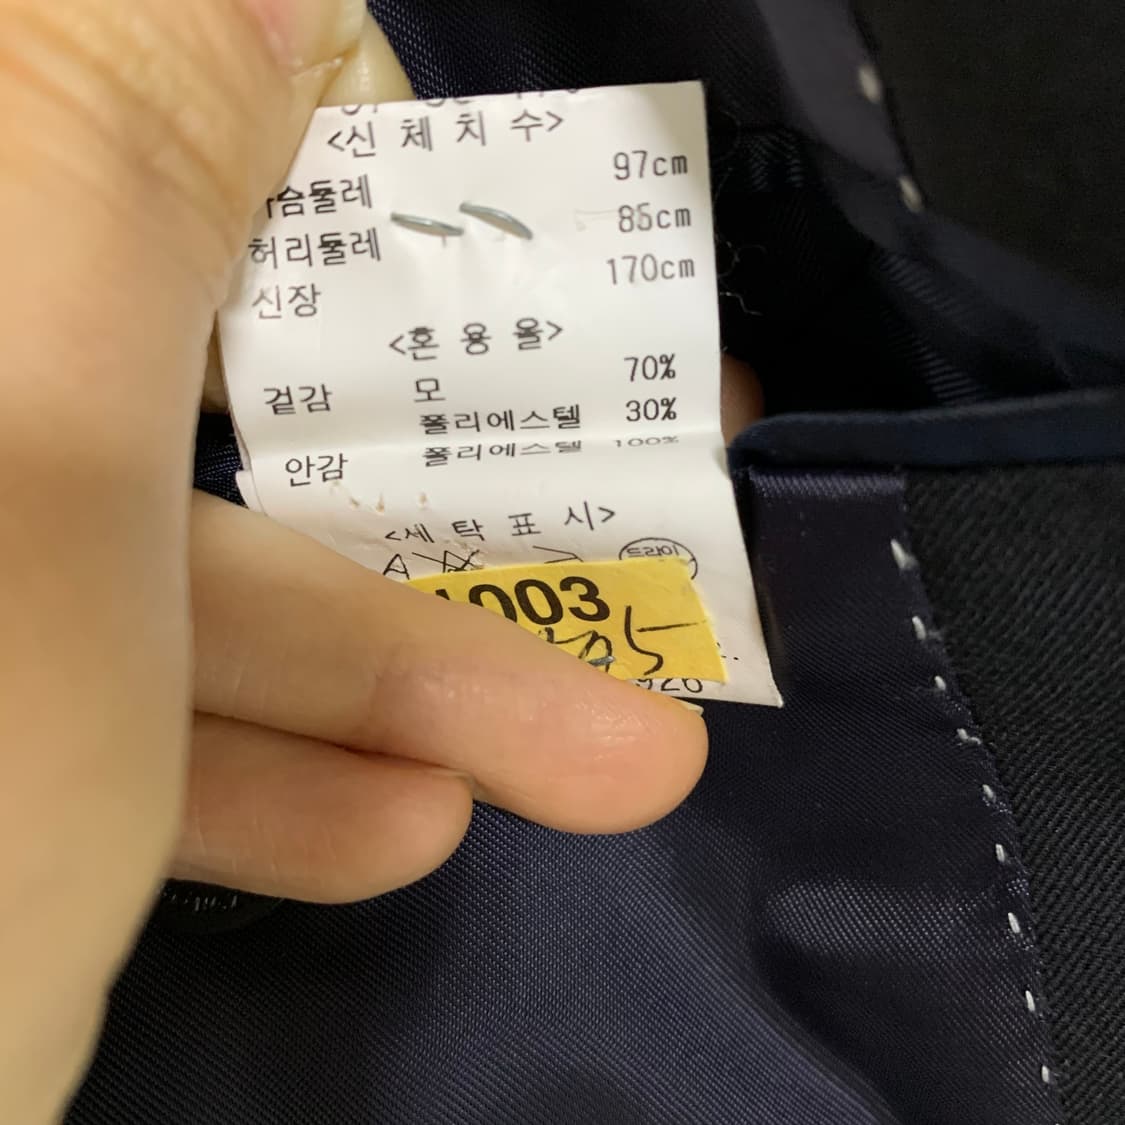 <신 체 치 수>
가슴둘레 97cm
허리둘레 85cm
신장 170cm
<혼 용 율>
겉감 모 70%
폴리에스텔 30%
안감 폴리에스텔 100%
<세 탁 표 시>
드라이
1003